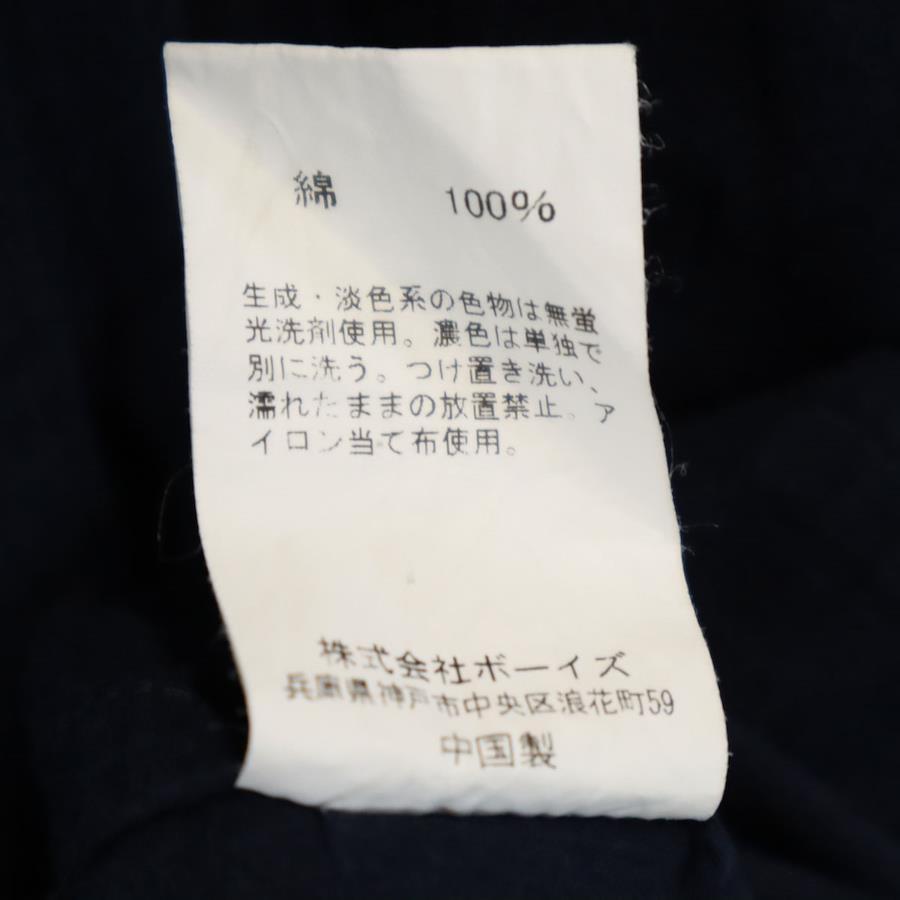 綿 100%
生成・淡色系の色物は無蛍
光洗剤使用。濃色は単独で
別に洗う。つけ置き洗い、
濡れたままの放置禁止。ア
イロン当て布使用。
株式会社ボーイズ
兵庫県神戸市中央区浪花町59
中国製